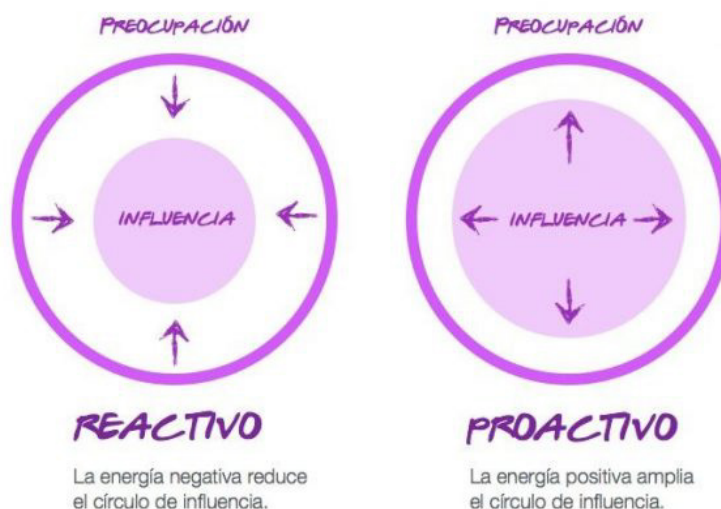 PREOCUPACIÓN
INFLUENCIA
REACTIVO
La energía negativa reduce
el círculo de influencia.
PREOCUPACIÓN
INFLUENCIA
PROACTIVO
La energía positiva amplia
el círculo de influencia.